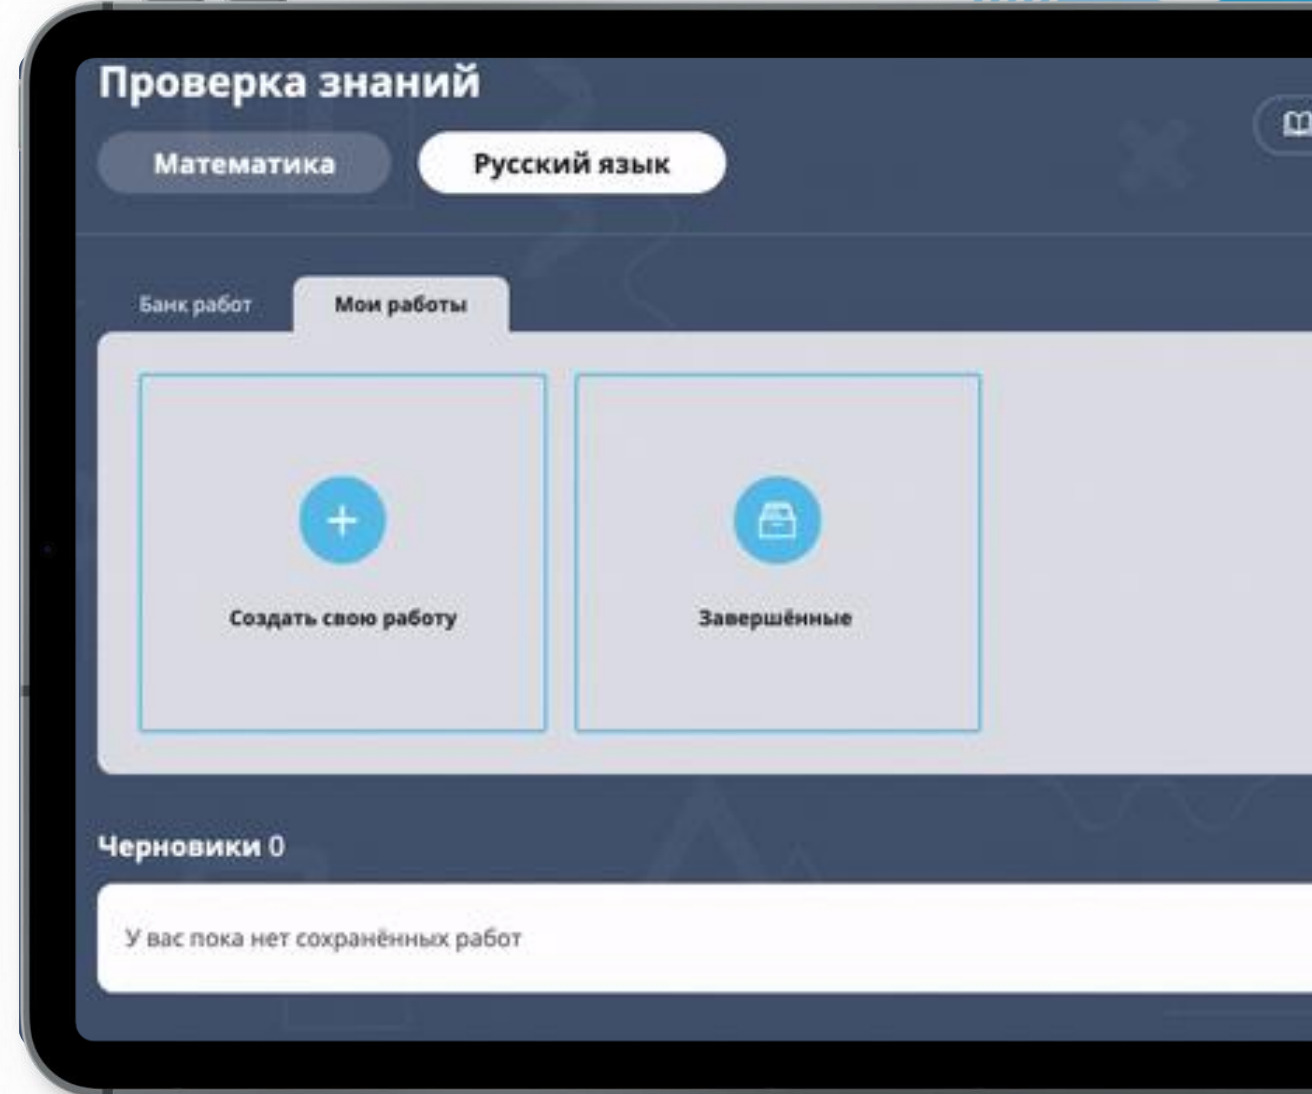 Проверка знаний
Математика
Русский язык
Банк работ
Мои работы
Создать свою работу
Завершённые
Черновики 0
У вас пока нет сохранённых работ